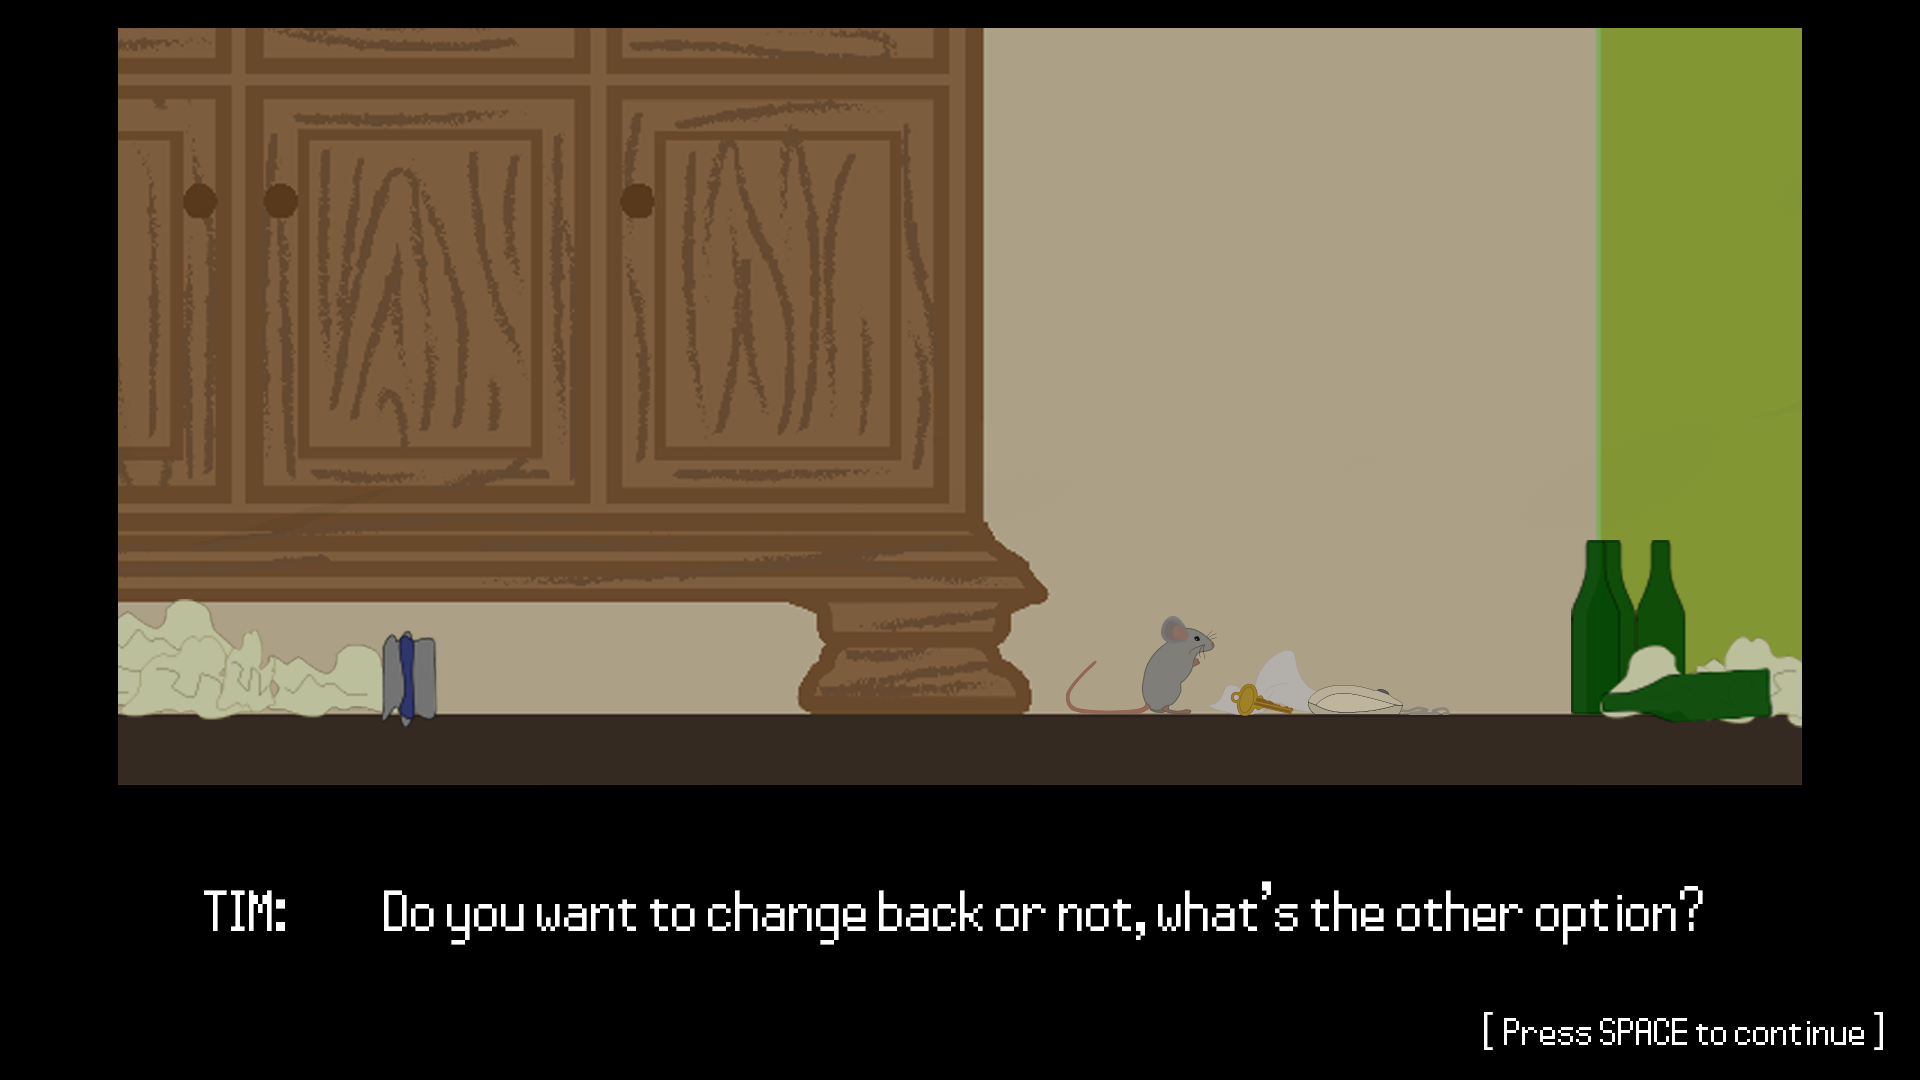 TIM: Do you want to change back or not, what's the other option?
[ Press SPACE to continue ]